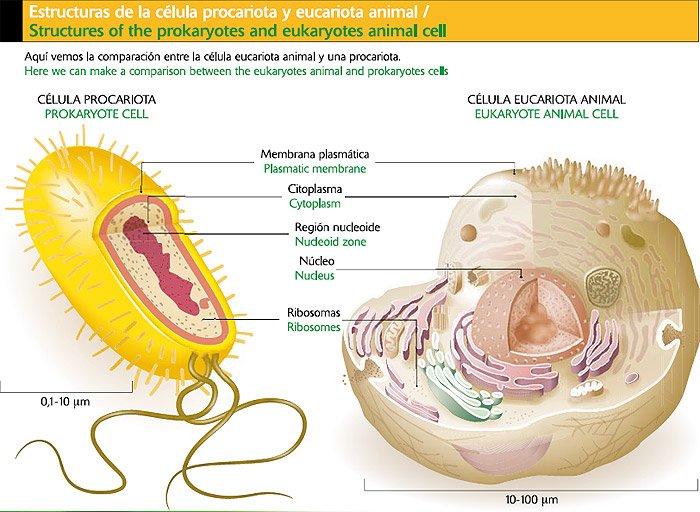 Estructuras de la célula procariota y eucariota animal /
Structures of the prokaryotes and eukaryotes animal cell
Aquí vemos la comparación entre la célula eucariota animal y una procariota.
Here we can make a comparison between the eukaryotes animal and prokaryotes cells
CÉLULA PROCARIOTA
PROKARYOTE CELL
CÉLULA EUCARIOTA ANIMAL
EUKARYOTE ANIMAL CELL
Membrana plasmática
Plasmatic membrane
Citoplasma
Cytoplasm
Región nucleoide
Nucleoid zone
Núcleo
Nucleus
Ribosomas
Ribosomes
0,1-10 µm
10-100 µm